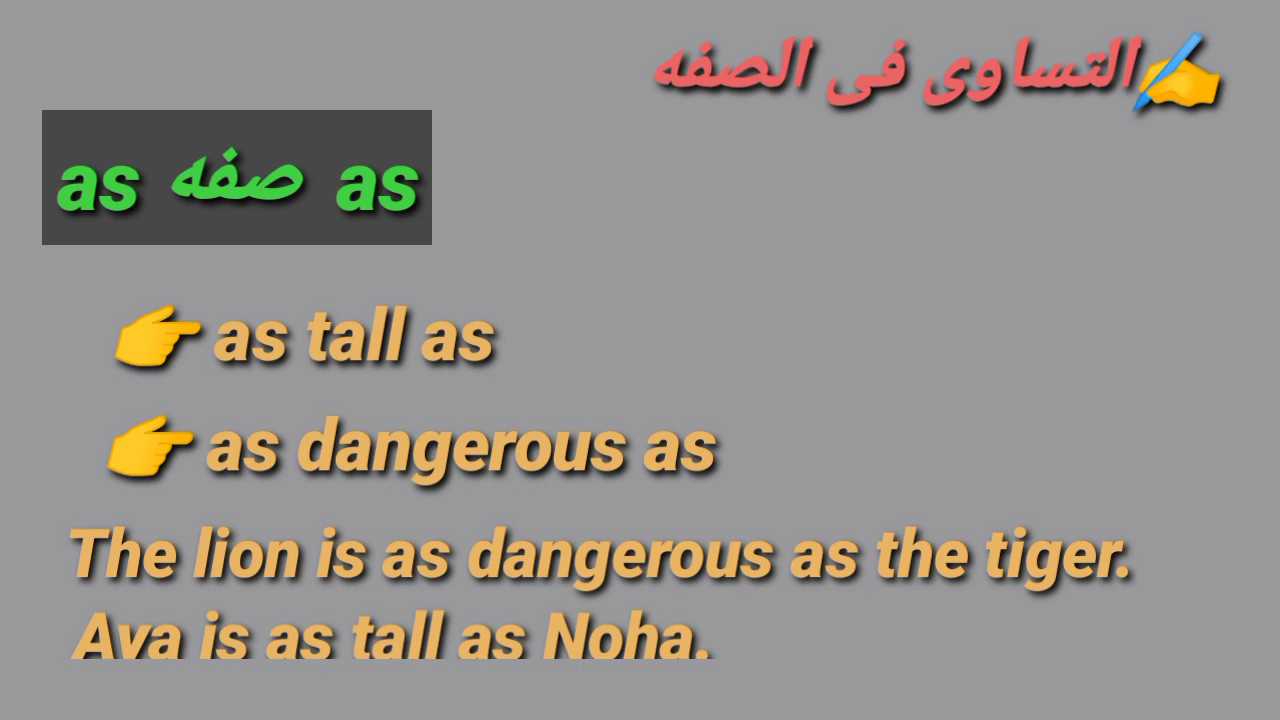 ✍التساوى فى الصفه
as صفه as
👉 as tall as
👉 as dangerous as
The lion is as dangerous as the tiger.
Aya is as tall as Noha.